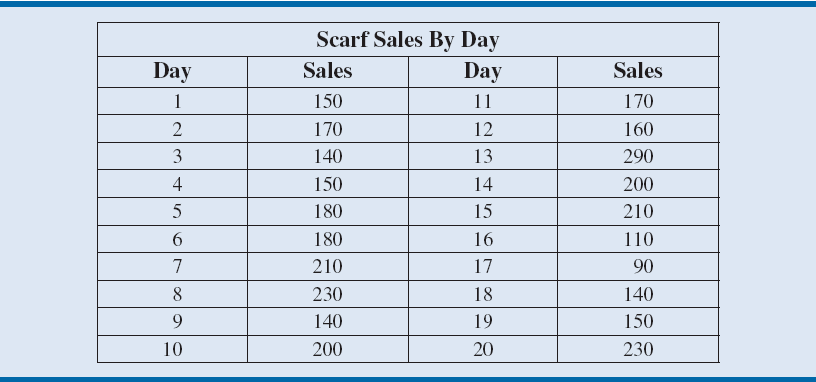 Scarf Sales By Day
Day Sales Day Sales
1 150 11 170
2 170 12 160
3 140 13 290
4 150 14 200
5 180 15 210
6 180 16 110
7 210 17 90
8 230 18 140
9 140 19 150
10 200 20 230